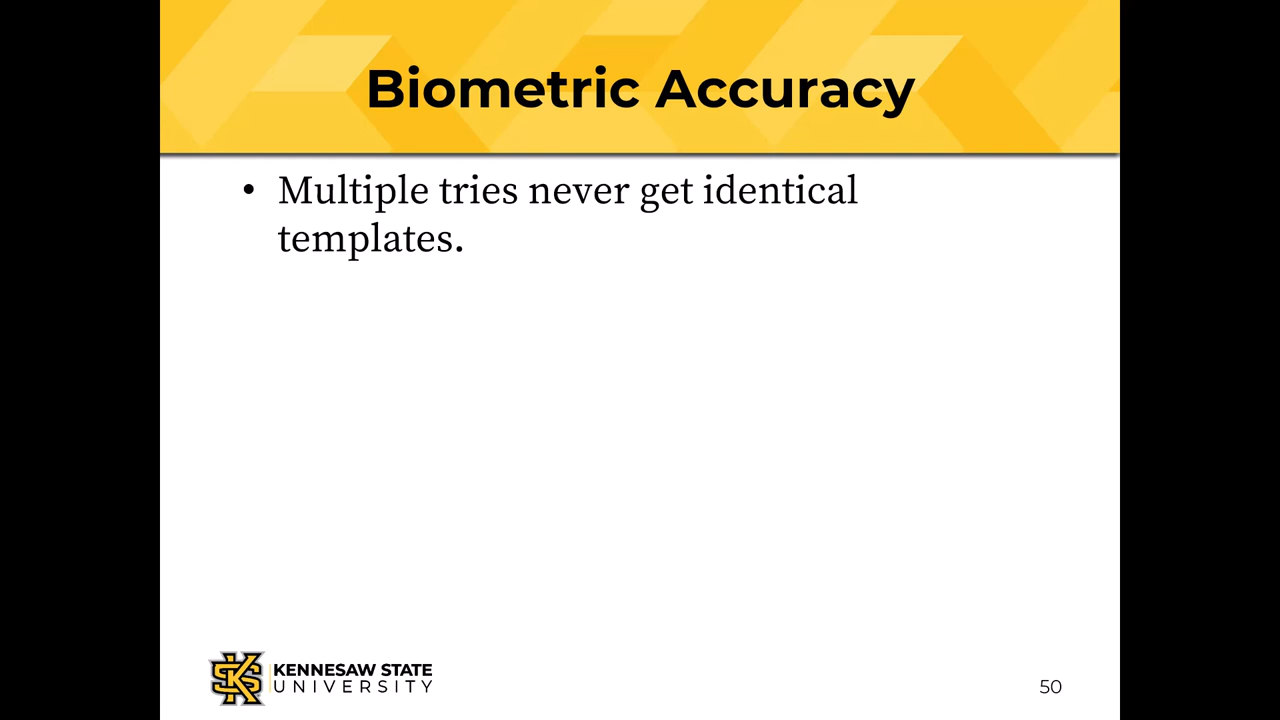 Biometric Accuracy
• Multiple tries never get identical
templates.
KENNESAW STATE
UNIVERSITY
50